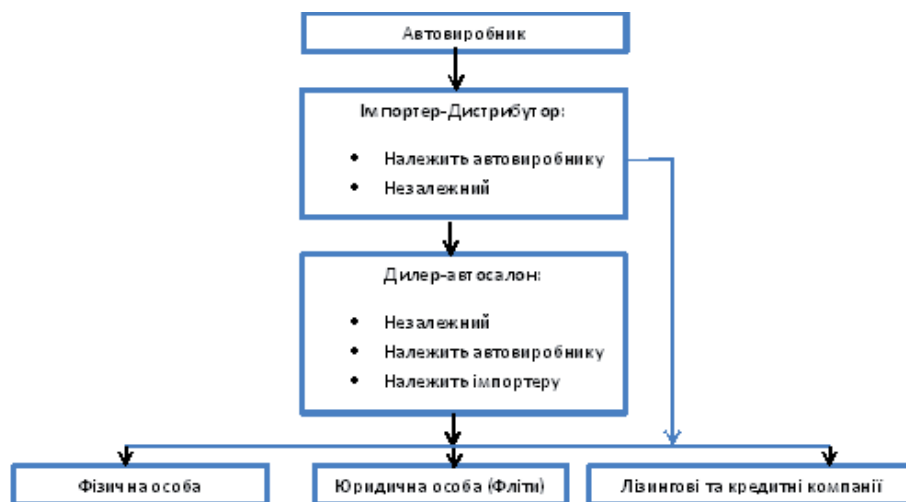 Автовиробник
Імпортер-Дистрибутор:
• Належить автовиробнику
• Незалежний
Дилер-автосалон:
• Незалежний
• Належить автовиробнику
• Належить імпортеру
Фізична особа
Юридична особа (Фліти)
Лізингові та кредитні компанії